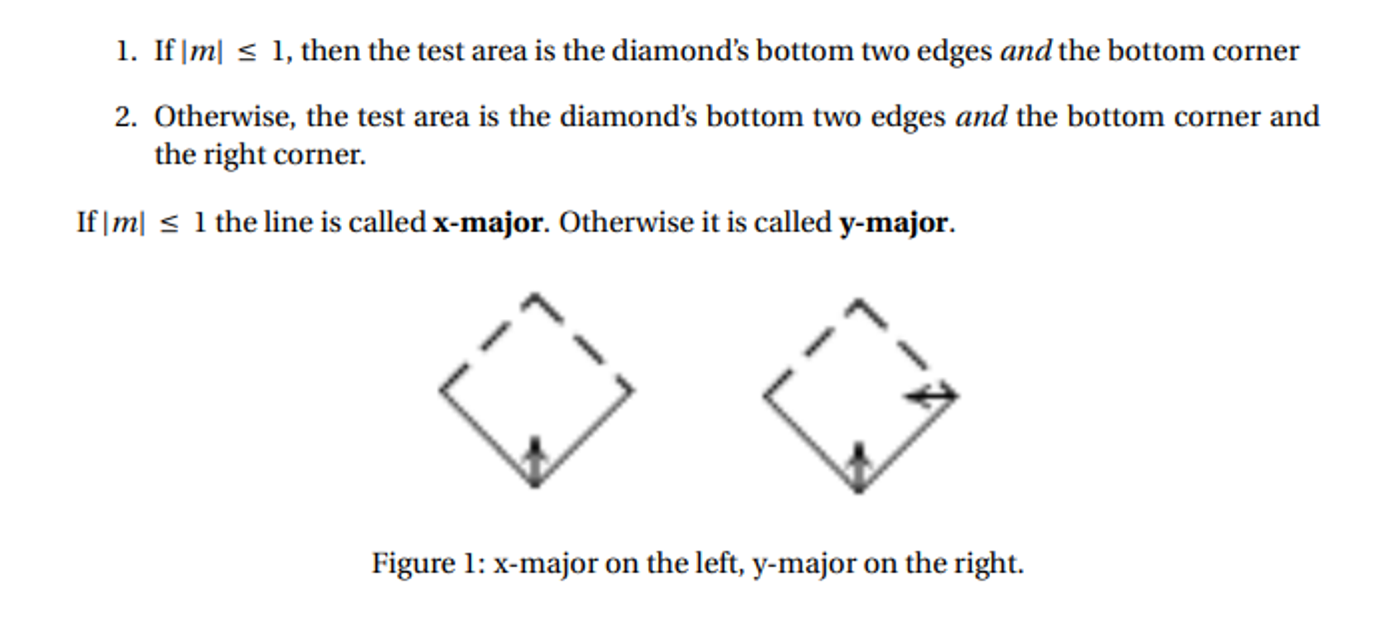 1. If |m| ≤ 1, then the test area is the diamond's bottom two edges and the bottom corner
2. Otherwise, the test area is the diamond's bottom two edges and the bottom corner and
the right corner.
If |m| ≤ 1 the line is called x-major. Otherwise it is called y-major.
Figure 1: x-major on the left, y-major on the right.